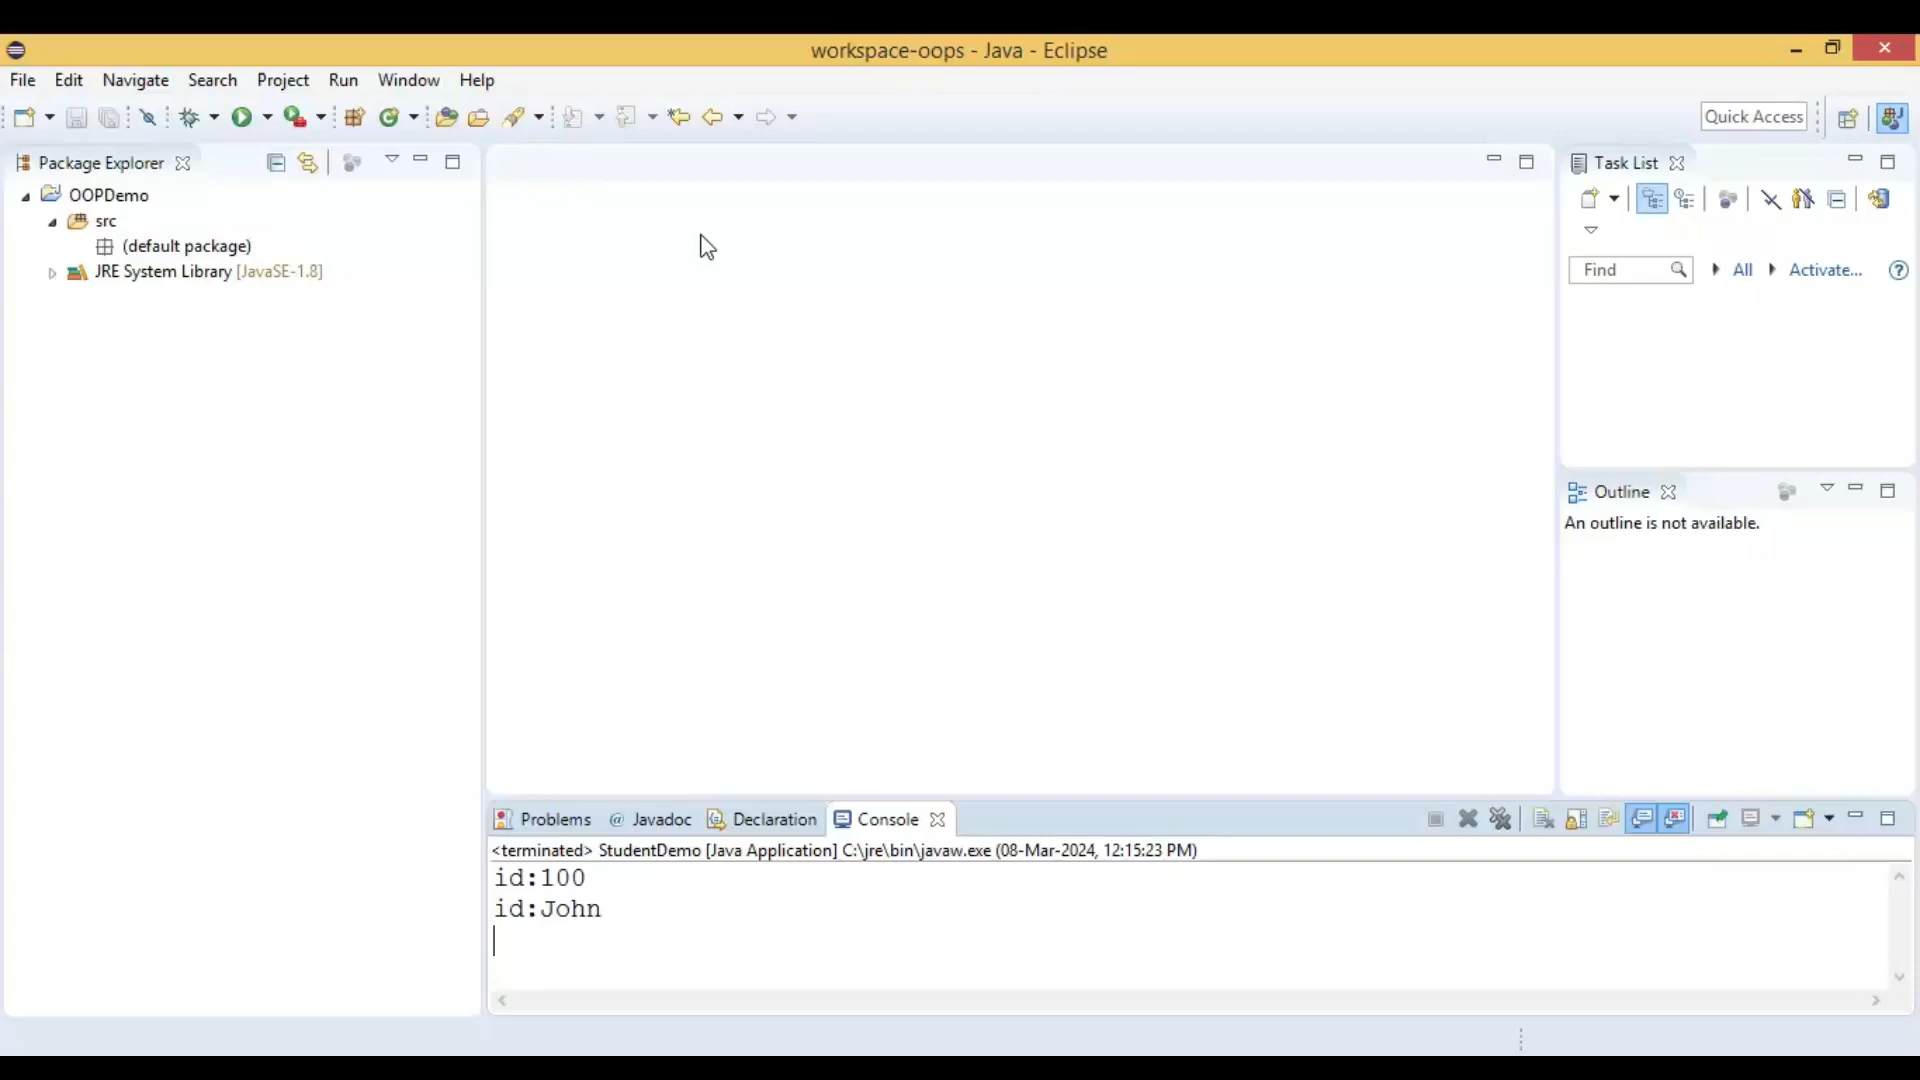 workspace-oops - Java - Eclipse
File Edit Navigate Search Project Run Window Help
Quick Access
Package Explorer
OOPDemo
src
(default package)
JRE System Library [JavaSE-1.8]
Task List
Find All Activate...
Outline
An outline is not available.
Problems @ Javadoc Declaration Console
<terminated> StudentDemo [Java Application] C:\jre\bin\javaw.exe (08-Mar-2024, 12:15:23 PM)
id:100
id:John